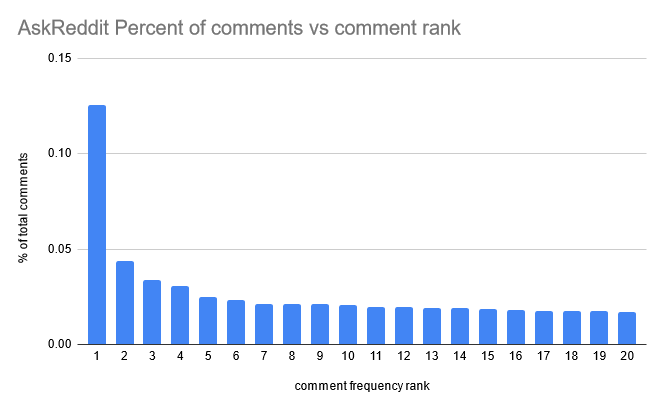 AskReddit Percent of comments vs comment rank
0.15
0.10
0.05
0.00
% of total comments
1 2 3 4 5 6 7 8 9 10 11 12 13 14 15 16 17 18 19 20
comment frequency rank